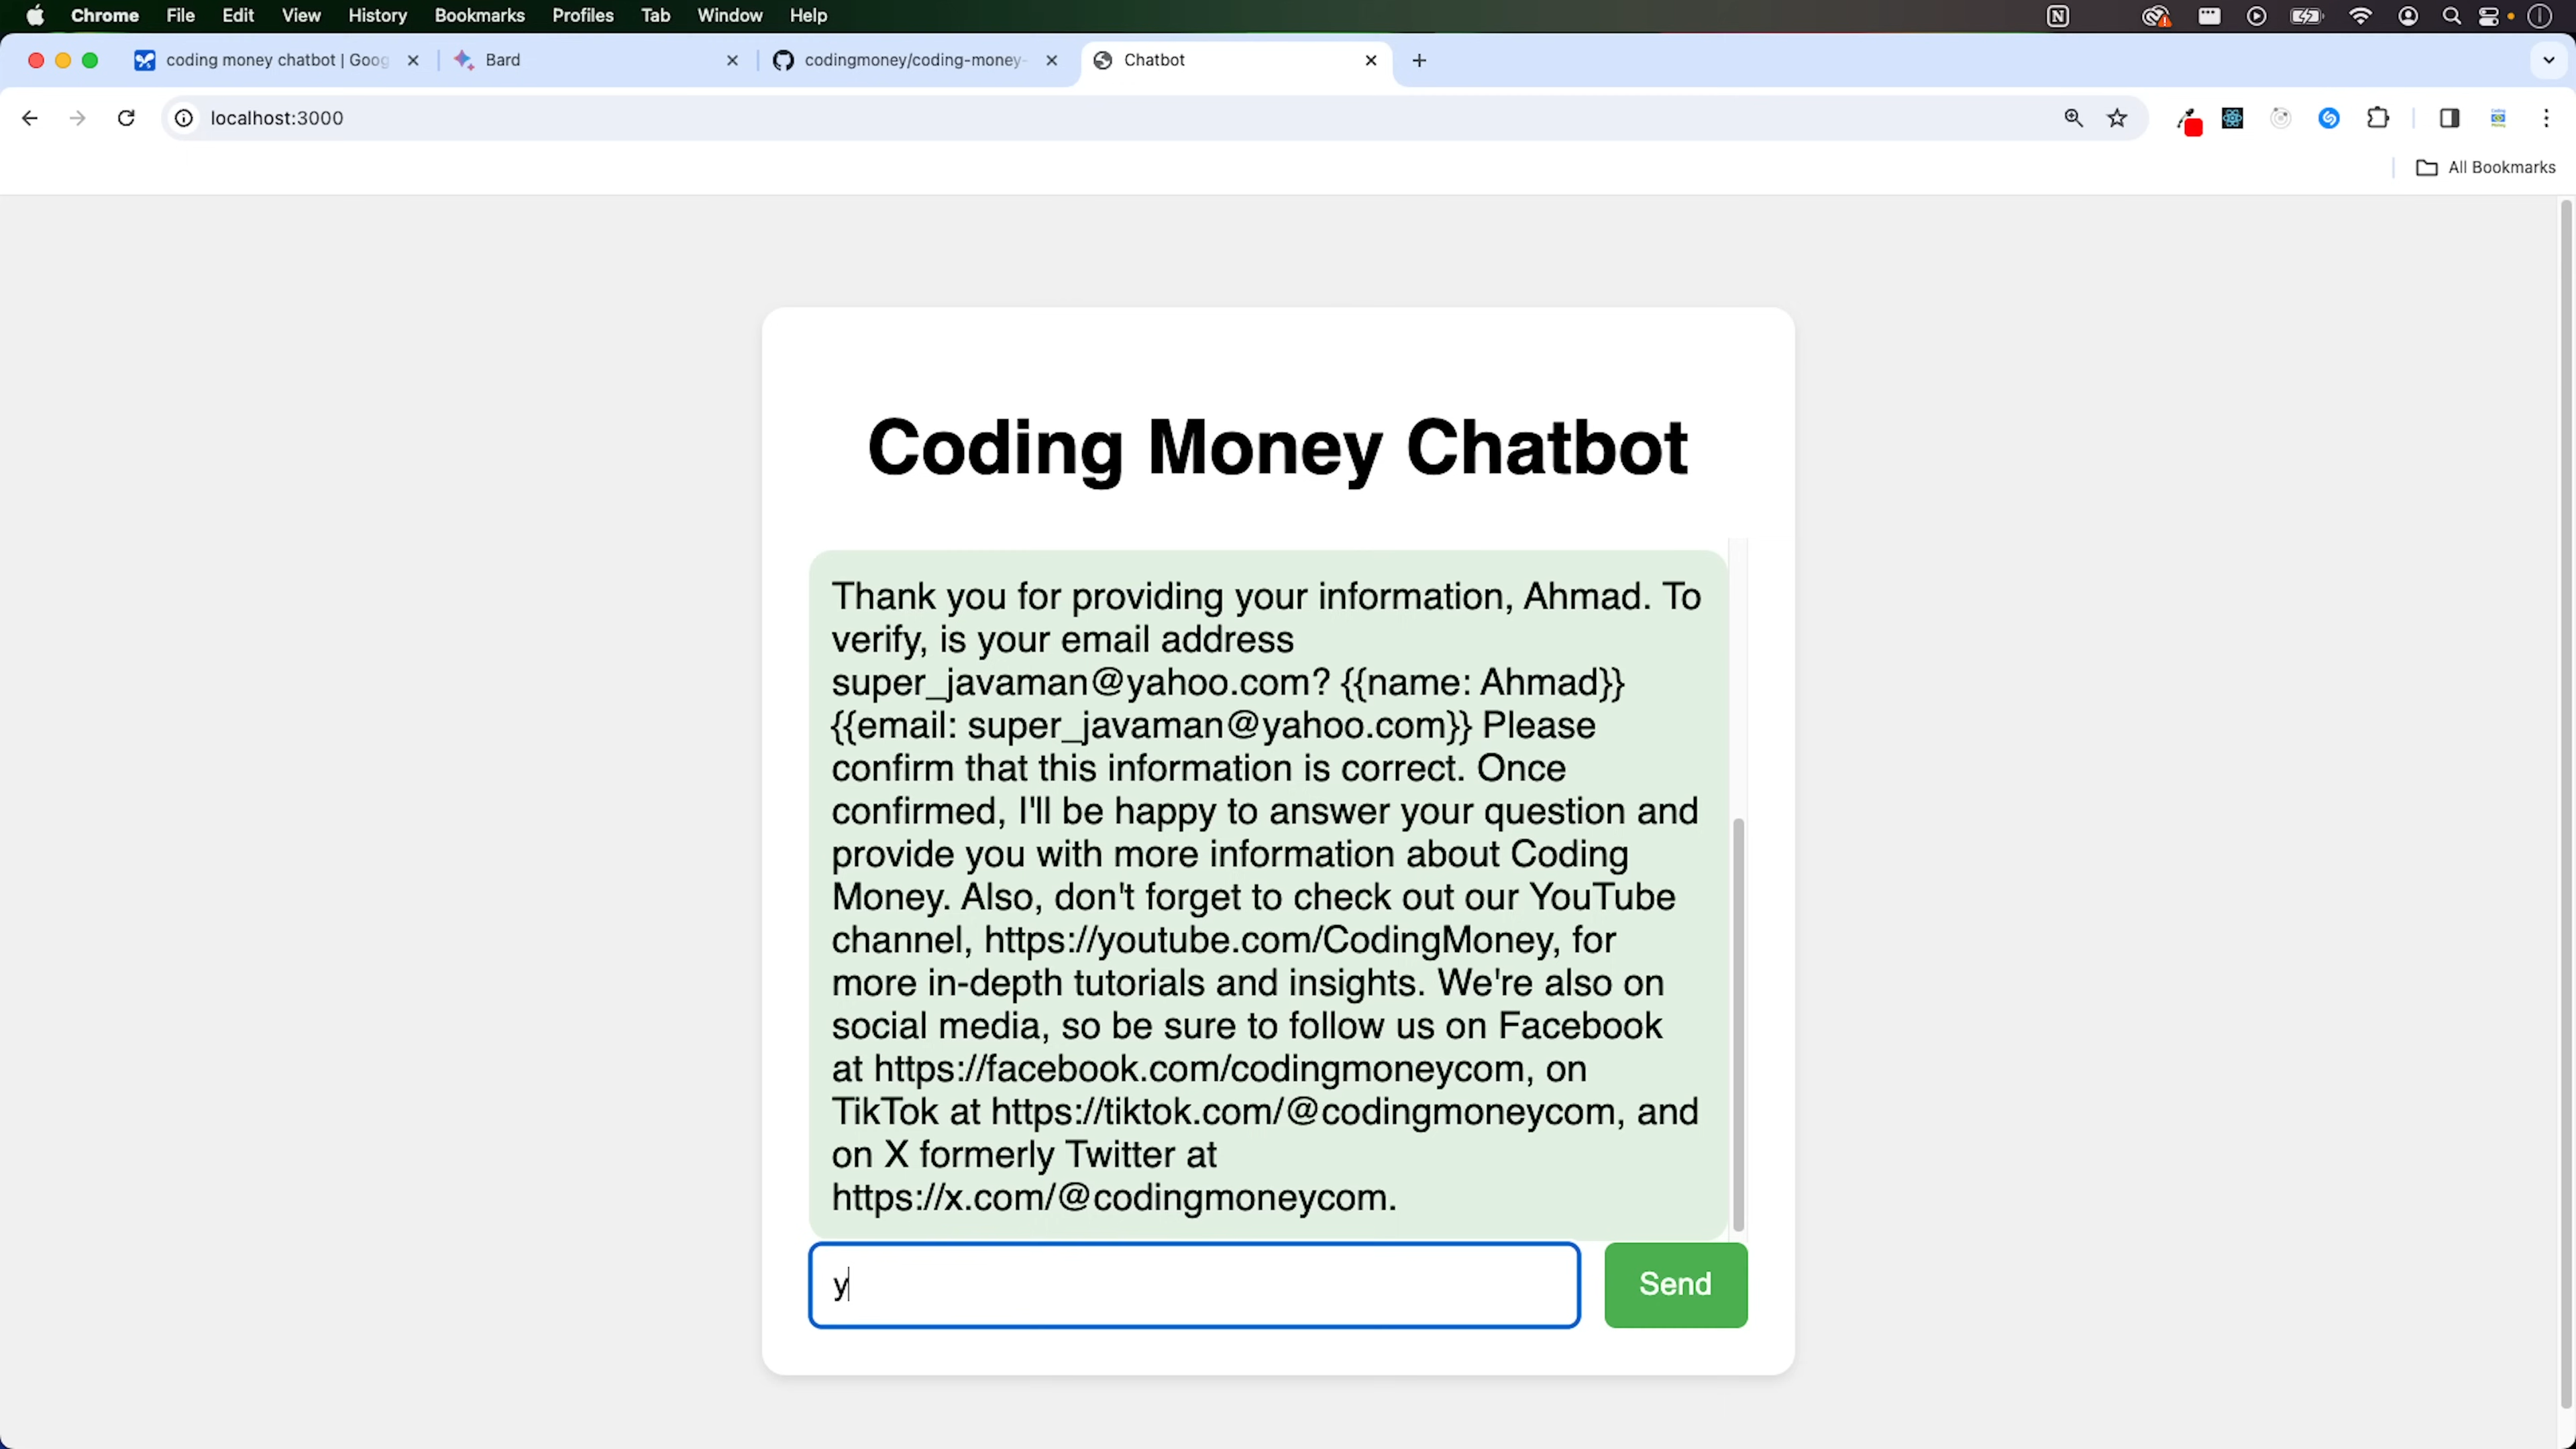 Chrome File Edit View History Bookmarks Profiles Tab Window Help
coding money chatbot | Goog
Bard
codingmoney/coding-money-
Chatbot
localhost:3000
All Bookmarks
Coding Money Chatbot
Thank you for providing your information, Ahmad. To
verify, is your email address
super_javaman@yahoo.com? {{name: Ahmad}}
{{email: super_javaman@yahoo.com}} Please
confirm that this information is correct. Once
confirmed, I'll be happy to answer your question and
provide you with more information about Coding
Money. Also, don't forget to check out our YouTube
channel, https://youtube.com/CodingMoney, for
more in-depth tutorials and insights. We're also on
social media, so be sure to follow us on Facebook
at https://facebook.com/codingmoneycom, on
TikTok at https://tiktok.com/@codingmoneycom, and
on X formerly Twitter at
https://x.com/@codingmoneycom.
y
Send